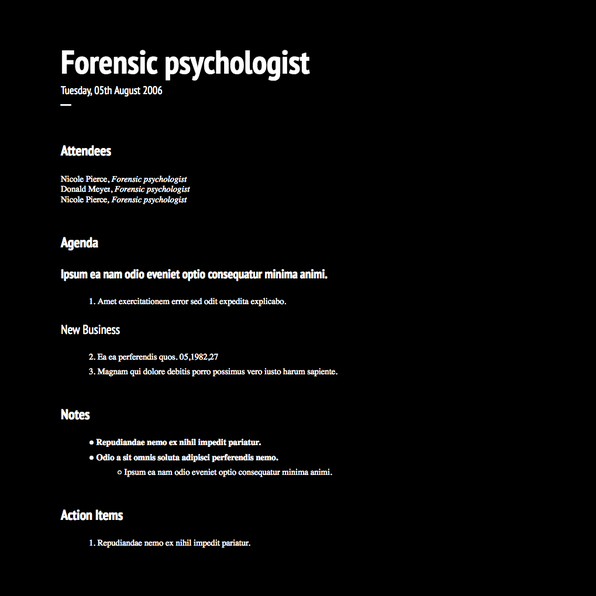 Forensic psychologist
Tuesday, 05th August 2006
Attendees
Nicole Pierce, Forensic psychologist
Donald Meyer, Forensic psychologist
Nicole Pierce, Forensic psychologist
Agenda
Ipsum ea nam odio eveniet optio consequatur minima animi.
1. Amet exercitationem error sed odit expedita explicabo.
New Business
2. Ea ea perferendis quos. 05,1982,27
3. Magnam qui dolore debitis porro possimus vero iusto harum sapiente.
Notes
• Repudiandae nemo ex nihil impedit pariatur.
• Odio a sit omnis soluta adipisci perferendis nemo.
○ Ipsum ea nam odio eveniet optio consequatur minima animi.
Action Items
1. Repudiandae nemo ex nihil impedit pariatur.